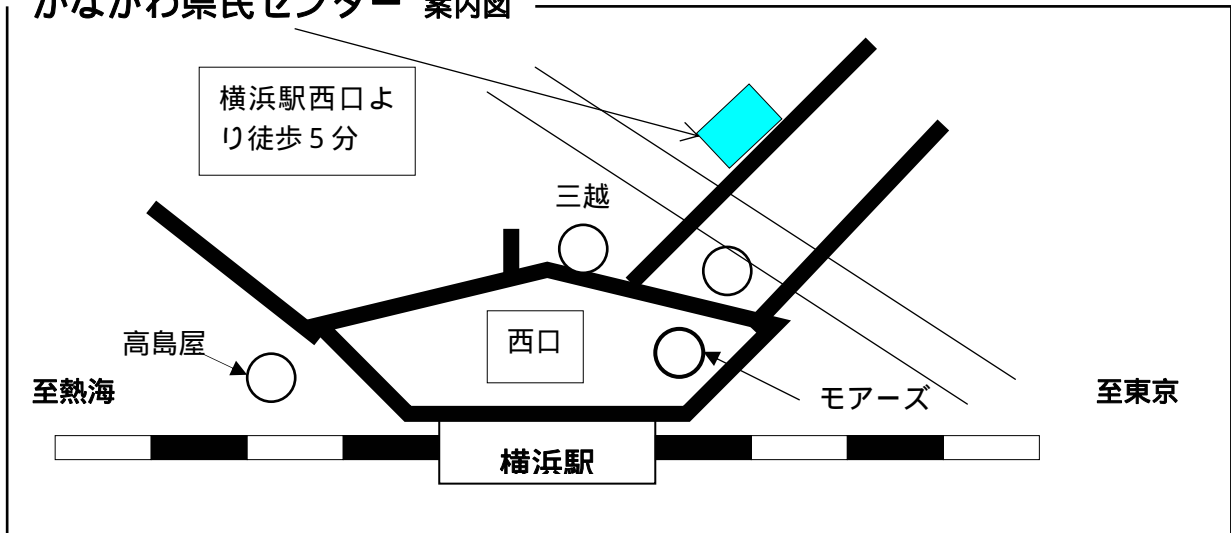 かながわ県民センター 案内図
横浜駅西口よ
り徒歩５分
三越
西口
高島屋
モアーズ
至熱海
至東京
横浜駅